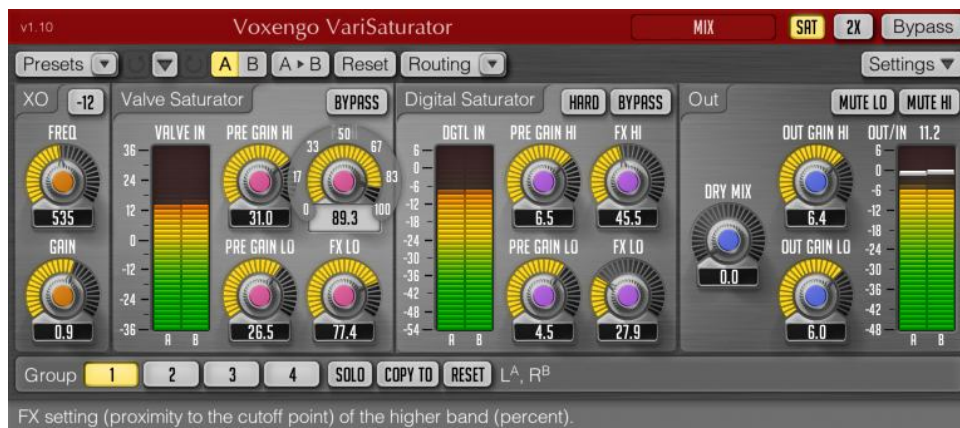 v1.10 Voxengo VariSaturator MIX SAT 2X Bypass
Presets A B A ▸ B Reset Routing Settings
XO -12 Valve Saturator BYPASS Digital Saturator HARD BYPASS Out MUTE LO MUTE HI
FREQ VALVE IN PRE GAIN HI 50 DGTL IN PRE GAIN HI FX HI OUT GAIN HI OUT/IN 11.2
36 33 67 6 6
24 17 83 0 0
535 12 31.0 0 89.3 100 -6 6.5 45.5 DRY MIX 6.4 -6
-12 -12
-18 -18
GAIN 0 PRE GAIN LO FX LO -24 PRE GAIN LO FX LO OUT GAIN LO -24
-12 -30 0.0 -30
-36 -36
-24 -42 -42
0.9 -36 26.5 77.4 -48 4.5 27.9 6.0 -48
-54
A B A B A B
Group 1 2 3 4 SOLO COPY TO RESET Lᴬ, Rᴮ
FX setting (proximity to the cutoff point) of the higher band (percent).